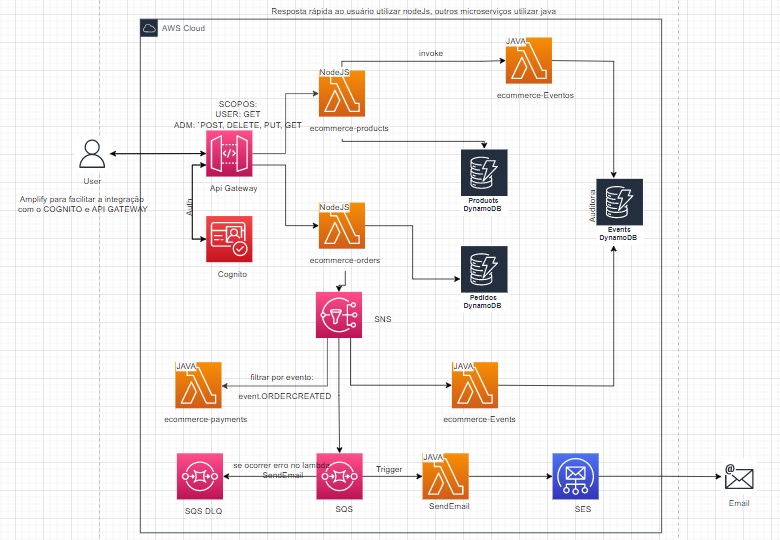 Resposta rápida ao usuário utilizar nodeJs, outros microserviços utilizar java
AWS Cloud
JAVA
invoke
ecommerce-Eventos
NodeJS
ecommerce-products
SCOPOS:
USER: GET
ADM: `POST, DELETE, PUT, GET
User
Api Gateway
Amplify para facilitar a integração
com o COGNITO e API GATEWAY
Auth
Cognito
NodeJS
ecommerce-orders
Produots
DynamoDB
Auditoria
Events
DynamoDB
Pedidos
DynamoDB
SNS
JAVA
filtrar por evento:
event.ORDERCREATED
ecommerce-payments
JAVA
ecommerce-Events
se ocorrer erro no lambda
SendEmail
SQS DLQ
SQS
Trigger
JAVA
SendEmail
SES
Email